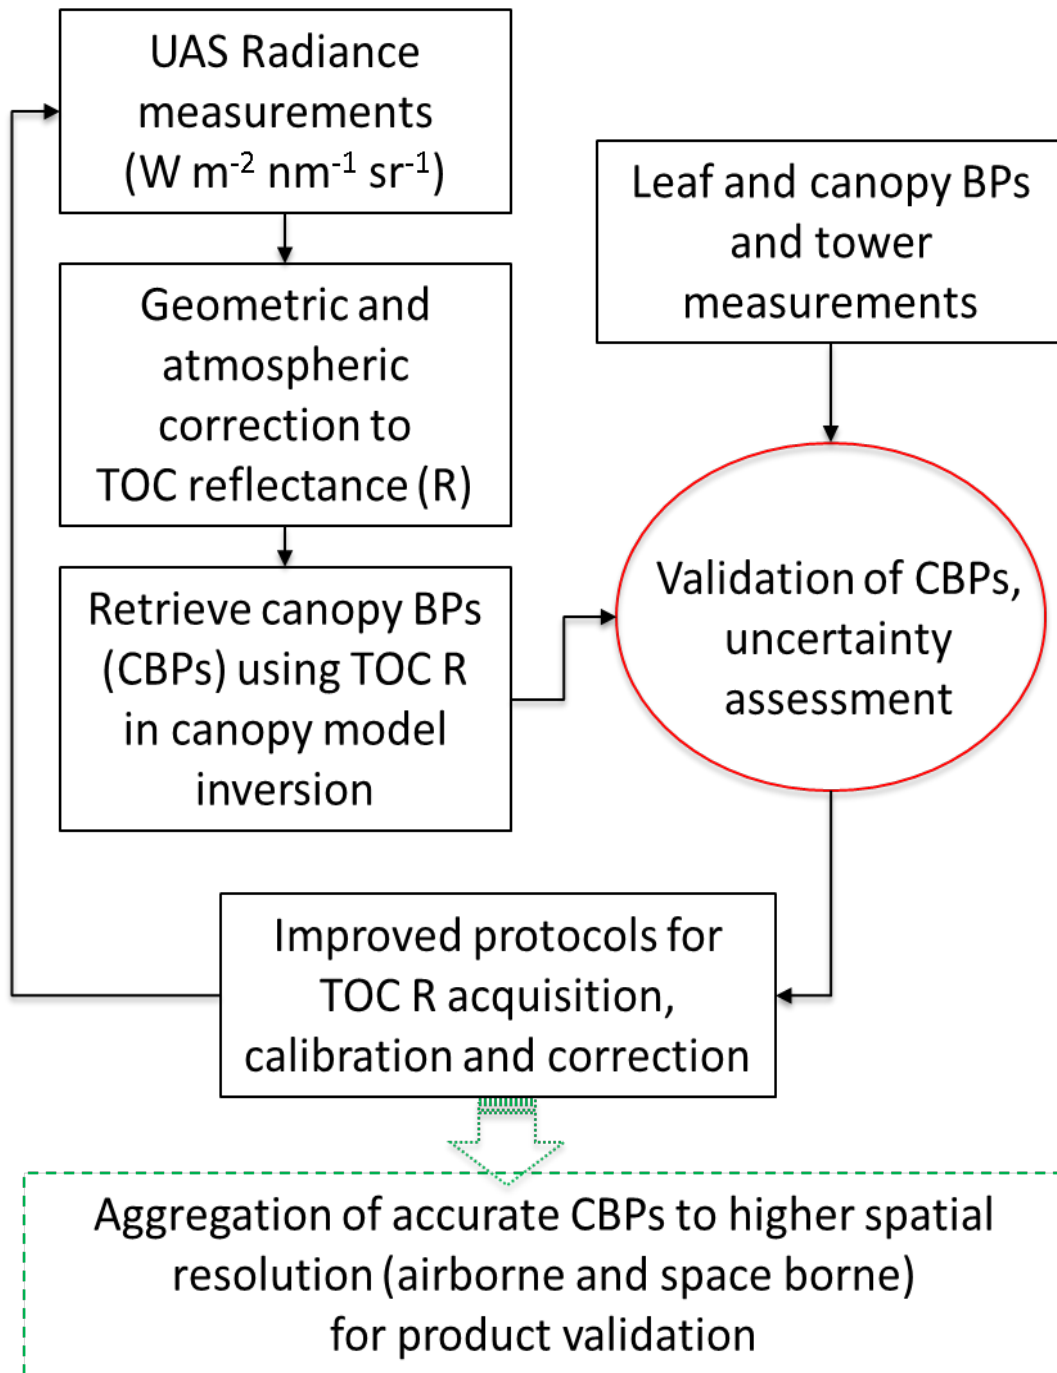 UAS Radiance
measurements
(W m⁻² nm⁻¹ sr⁻¹)
Geometric and
atmospheric
correction to
TOC reflectance (R)
Retrieve canopy BPs
(CBPs) using TOC R
in canopy model
inversion
Leaf and canopy BPs
and tower
measurements
Validation of CBPs,
uncertainty
assessment
Improved protocols for
TOC R acquisition,
calibration and correction
Aggregation of accurate CBPs to higher spatial
resolution (airborne and space borne)
for product validation